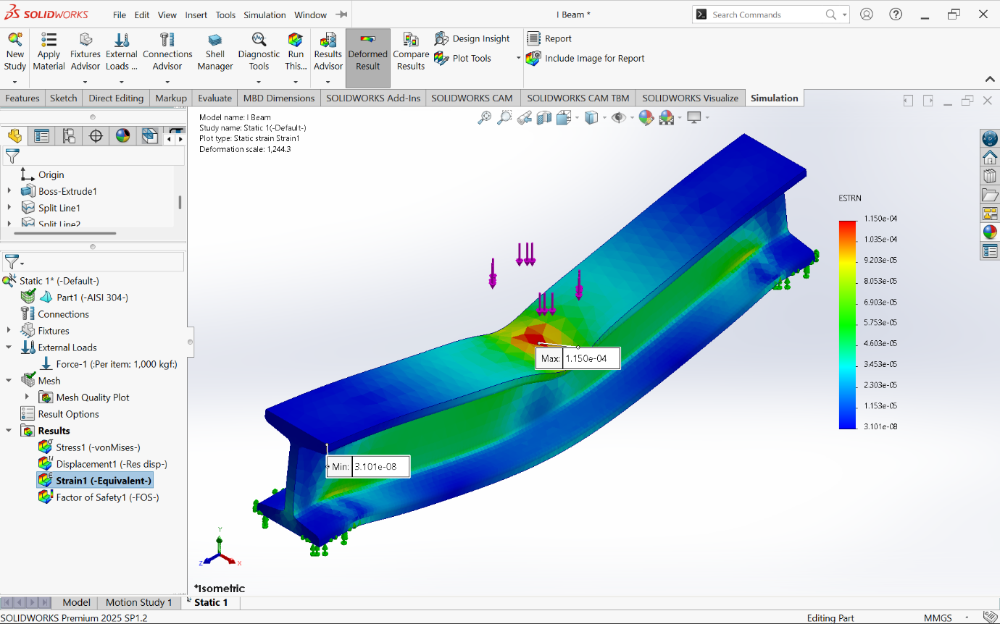 SOLIDWORKS
File Edit View Insert Tools Simulation Window
I Beam *
Search Commands
New Study
Apply Material
Fixtures Advisor
External Loads ...
Connections Advisor
Shell Manager
Diagnostic Tools
Run This...
Results Advisor
Deformed Result
Compare Results
Design Insight
Plot Tools
Report
Include Image for Report
Features Sketch Direct Editing Markup Evaluate MBD Dimensions SOLIDWORKS Add-Ins SOLIDWORKS CAM SOLIDWORKS CAM TBM SOLIDWORKS Visualize Simulation
Origin
Boss-Extrude1
Split Line1
Split Line2
Static 1* (-Default-)
Part1 (-AISI 304-)
Connections
Fixtures
External Loads
Force-1 (:Per item: 1,000 kgf:)
Mesh
Mesh Quality Plot
Result Options
Results
Stress1 (-vonMises-)
Displacement1 (-Res disp-)
Strain1 (-Equivalent-)
Factor of Safety1 (-FOS-)
Model name: I Beam
Study name: Static 1(-Default-)
Plot type: Static strain Strain1
Deformation scale: 1,244.3
Max: 1.150e-04
Min: 3.101e-08
ESTRN
1.150e-04
1.035e-04
9.203e-05
8.053e-05
6.903e-05
5.753e-05
4.603e-05
3.453e-05
2.303e-05
1.153e-05
3.101e-08
Y
Z
X
*Isometric
Model Motion Study 1 Static 1
SOLIDWORKS Premium 2025 SP1.2
Editing Part
MMGS